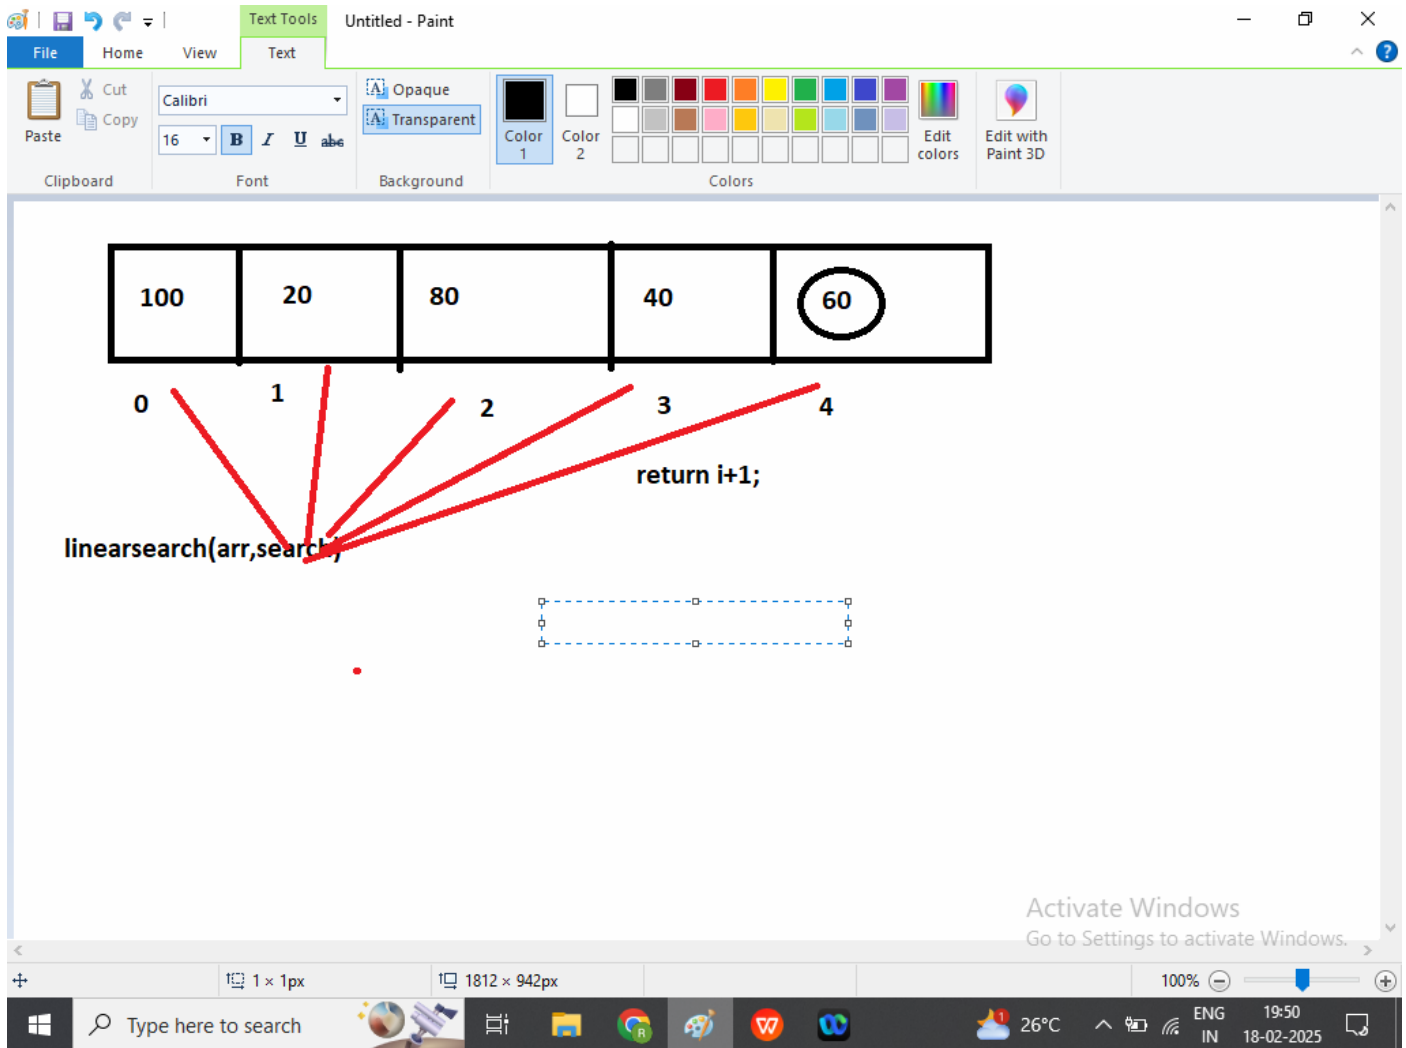 Text Tools
Untitled - Paint
File
Home
View
Text
Paste
Cut
Copy
Clipboard
Calibri
16
B
I
U
abc
Font
Opaque
Transparent
Background
Color
1
Color
2
Edit
colors
Edit with
Paint 3D
Colors
100
20
80
40
60
0
1
2
3
4
return i+1;
linearsearch(arr,search)
Activate Windows
Go to Settings to activate Windows.
1 × 1px
1812 × 942px
100%
Type here to search
R
1
26°C
ENG
IN
19:50
18-02-2025